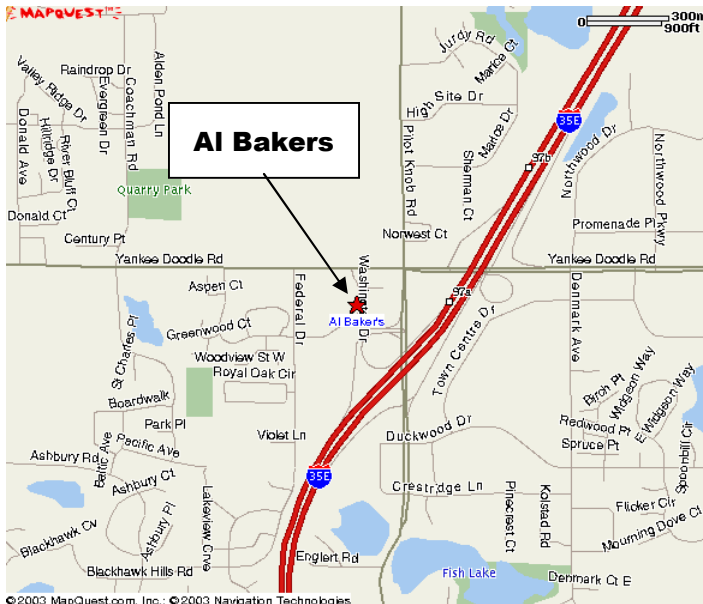 MAPQUEST
0 300m
900ft
Jurdy Rd
Marice Ct
Raindrop Dr
Valley Ridge Dr
Evergreen Dr
Coachman Rd
Alden Pond Ln
High Site Dr
Marice Dr
35E
Al Bakers
Donald Ave
Hillridge Dr
River Bluff Ct
Pilot Knob Rd
Sherman Ct
97b
Northwood Dr
Northwood Pkwy
Quarry Park
Donald Ct
Century Pt
Norwest Ct
Promenade Pl
Yankee Doodle Rd
Yankee Doodle Rd
Aspen Ct
Federal Dr
Washington Dr
97a
Al Baker's
St Charles Pl
Greenwood Ct
Town Centre Dr
Denmark Ave
Woodview St W
Royal Oak Cir
Boardwalk
Birch Pt
Widgeon Way
E Widgeon Way
Park Pl
Redwood Pt
Violet Ln
Duckwood Dr
Pacific Ave
Spruce Pt
Ashbury Rd
Baltic Ave
Ashbury Ct
35E
Crestridge Ln
Spoonbill Cir
Lakeview Crve
Pinecrest Ct
Kolstad Rd
Flicker Cir
Ashbury Pl
Mourning Dove Ct
Blackhawk Cv
Englert Rd
Blackhawk Hills Rd
Fish Lake
Denmark Ct E
©2003 MapQuest.com, Inc.; ©2003 Navigation Technologies